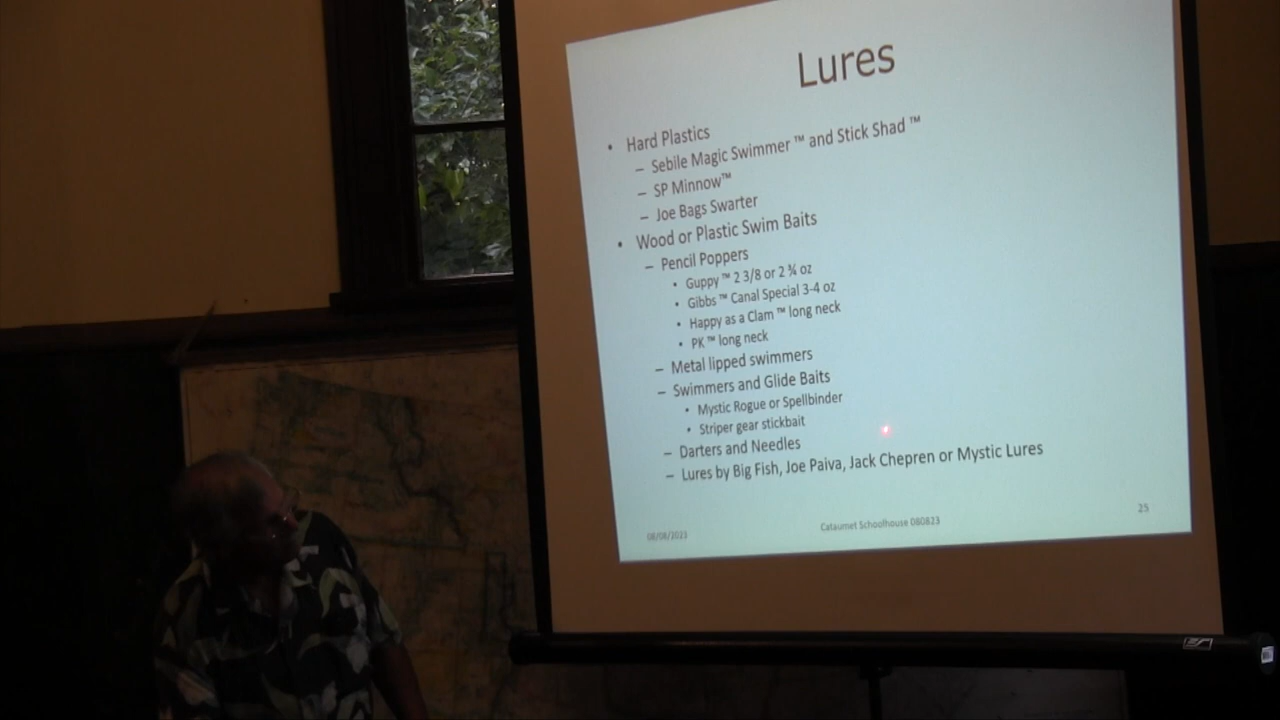 Lures
• Hard Plastics
– Sebile Magic Swimmer ™ and Stick Shad ™
– SP Minnow™
– Joe Bags Swarter
• Wood or Plastic Swim Baits
– Pencil Poppers
• Guppy ™ 2 3/8 or 2 ¾ oz
• Gibbs ™ Canal Special 3-4 oz
• Happy as a Clam ™ long neck
• PK ™ long neck
– Metal lipped swimmers
– Swimmers and Glide Baits
• Mystic Rogue or Spellbinder
• Striper gear stickbait
– Darters and Needles
– Lures by Big Fish, Joe Paiva, Jack Chepren or Mystic Lures
08/08/2023
Cataumet Schoolhouse 080823
25